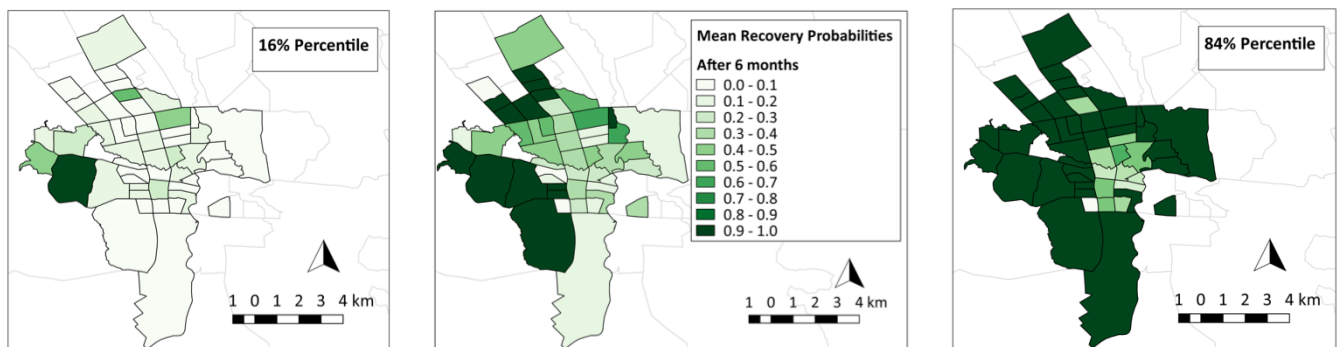 16% Percentile
1 0 1 2 3 4 km
Mean Recovery Probabilities
After 6 months
0.0 - 0.1
0.1 - 0.2
0.2 - 0.3
0.3 - 0.4
0.4 - 0.5
0.5 - 0.6
0.6 - 0.7
0.7 - 0.8
0.8 - 0.9
0.9 - 1.0
1 0 1 2 3 4 km
84% Percentile
1 0 1 2 3 4 km